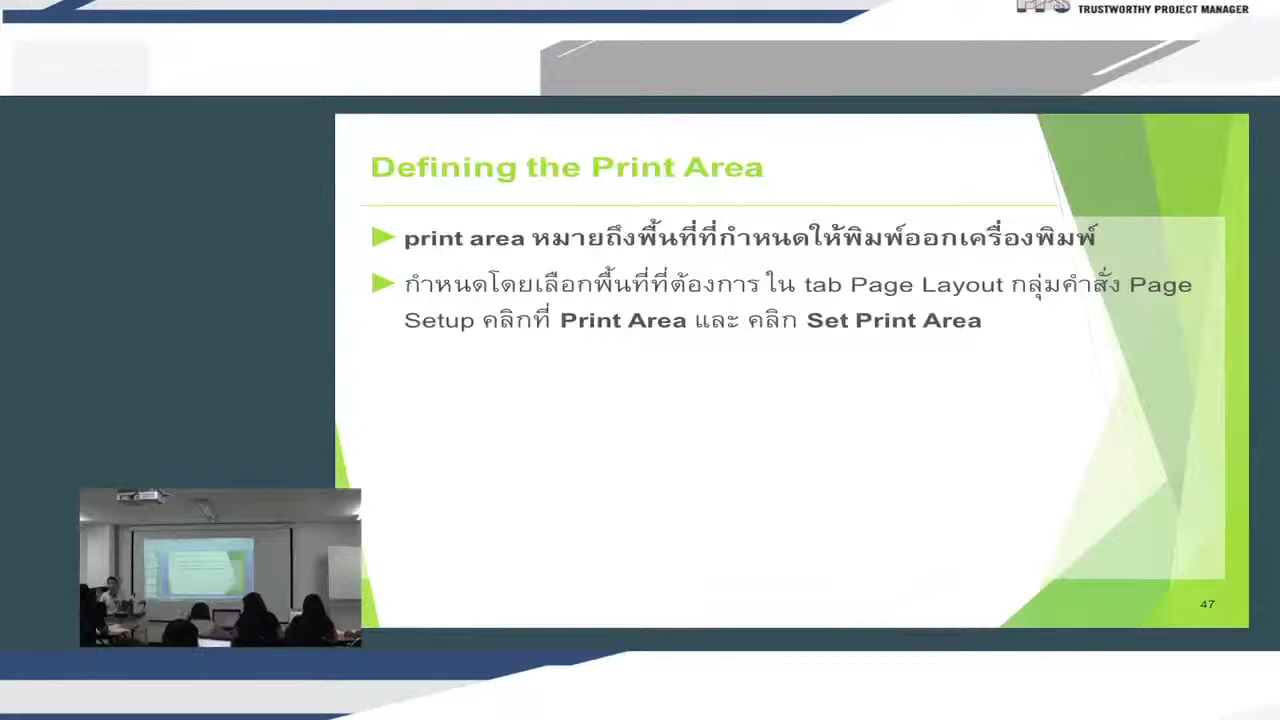 TRUSTWORTHY PROJECT MANAGER
Defining the Print Area
print area หมายถึงพื้นที่ที่กำหนดให้พิมพ์ออกเครื่องพิมพ์
กำหนดโดยเลือกพื้นที่ที่ต้องการ ใน tab Page Layout กลุ่มคำสั่ง Page
Setup คลิกที่ Print Area และ คลิก Set Print Area
47